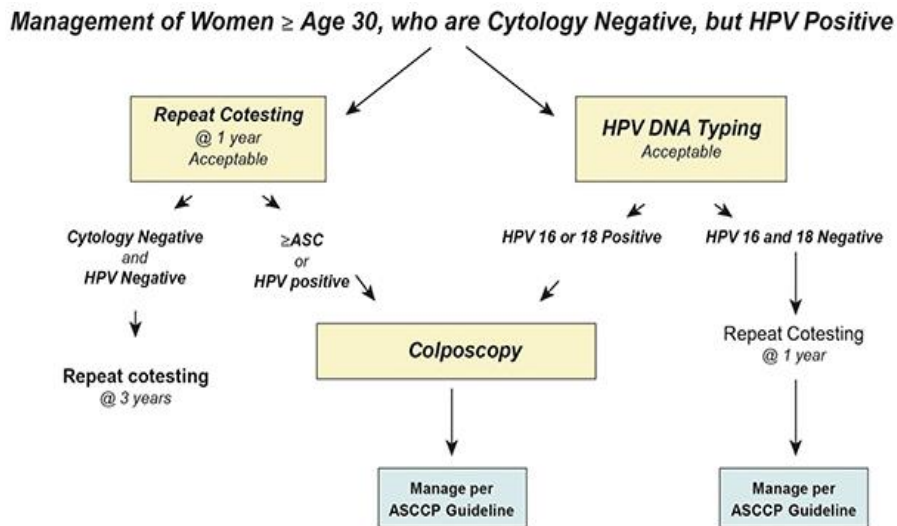 Management of Women ≥ Age 30, who are Cytology Negative, but HPV Positive
Repeat Cotesting
@ 1 year
Acceptable
HPV DNA Typing
Acceptable
Cytology Negative
and
HPV Negative
≥ASC
or
HPV positive
HPV 16 or 18 Positive
HPV 16 and 18 Negative
Repeat cotesting
@ 3 years
Colposcopy
Repeat Cotesting
@ 1 year
Manage per
ASCCP Guideline
Manage per
ASCCP Guideline